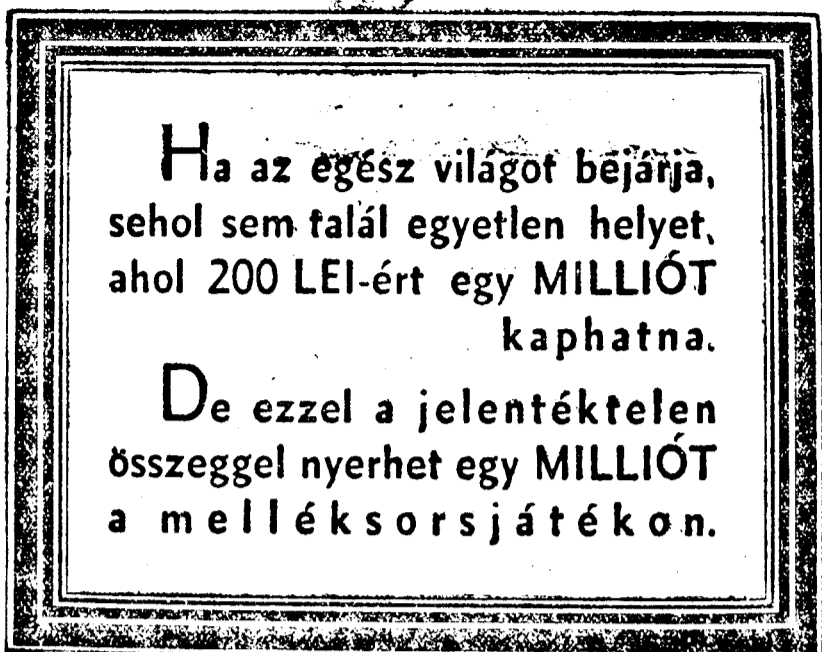 Ha az egész világot bejárja,
sehol sem talál egyetlen helyet,
ahol 200 LEI-ért egy MILLIÓT
kaphatna.
De ezzel a jelentéktelen
összeggel nyerhet egy MILLIÓT
a melléksorsjátékon.